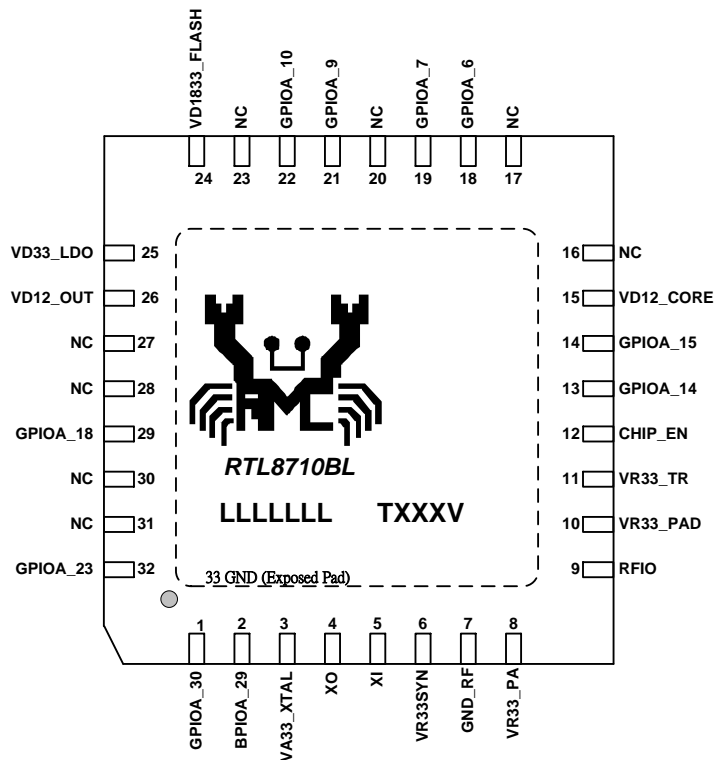 VD1833_FLASH
NC
GPIOA_10
GPIOA_9
NC
GPIOA_7
GPIOA_6
NC
24 23 22 21 20 19 18 17
VD33_LDO 25
VD12_OUT 26
NC 27
NC 28
GPIOA_18 29
NC 30
NC 31
GPIOA_23 32
16 NC
15 VD12_CORE
14 GPIOA_15
13 GPIOA_14
12 CHIP_EN
11 VR33_TR
10 VR33_PAD
9 RFIO
RTL8710BL
LLLLLLL TXXXV
33 GND (Exposed Pad)
1 2 3 4 5 6 7 8
GPIOA_30
BPIOA_29
VA33_XTAL
XO
XI
VR33SYN
GND_RF
VR33_PA